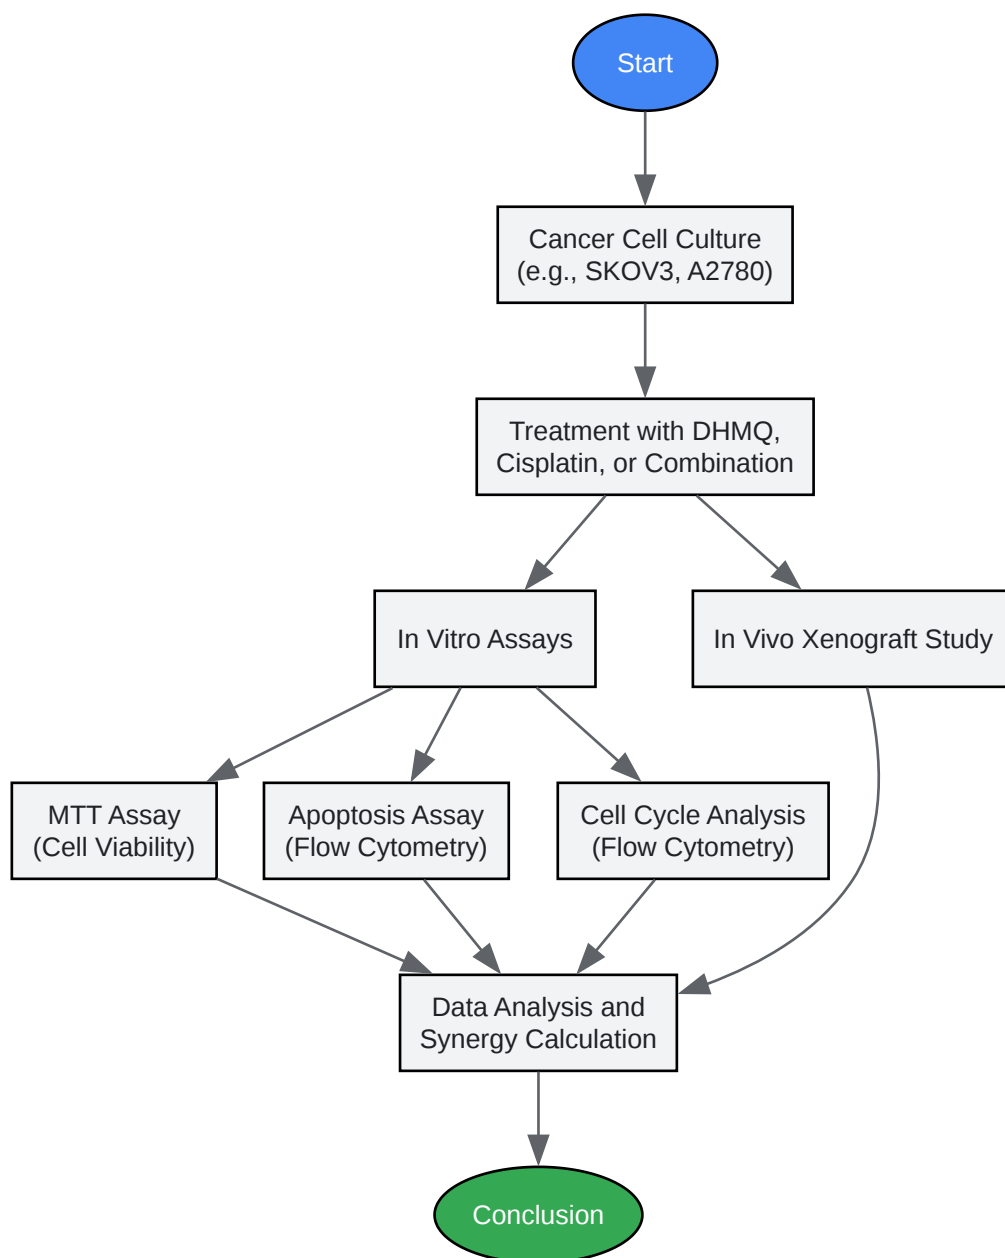 Start
Cancer Cell Culture
(e.g., SKOV3, A2780)
Treatment with DHMQ,
Cisplatin, or Combination
In Vitro Assays
In Vivo Xenograft Study
MTT Assay
(Cell Viability)
Apoptosis Assay
(Flow Cytometry)
Cell Cycle Analysis
(Flow Cytometry)
Data Analysis and
Synergy Calculation
Conclusion